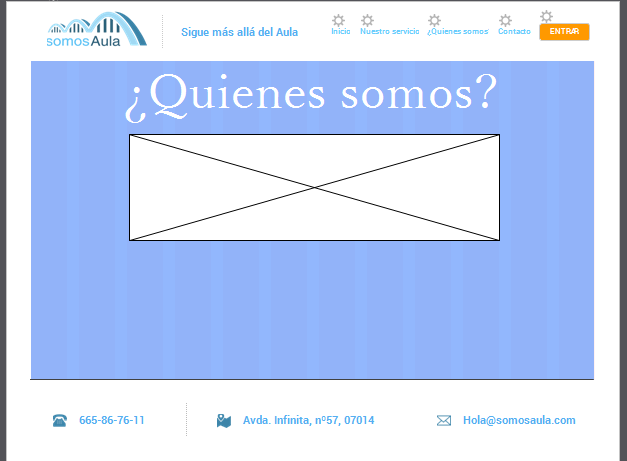 somosAula
Sigue más allá del Aula
Inicio
Nuestro servicio
¿Quienes somos?
Contacto
ENTRAR
¿Quienes somos?
665-86-76-11
Avda. Infinita, nº57, 07014
Hola@somosaula.com